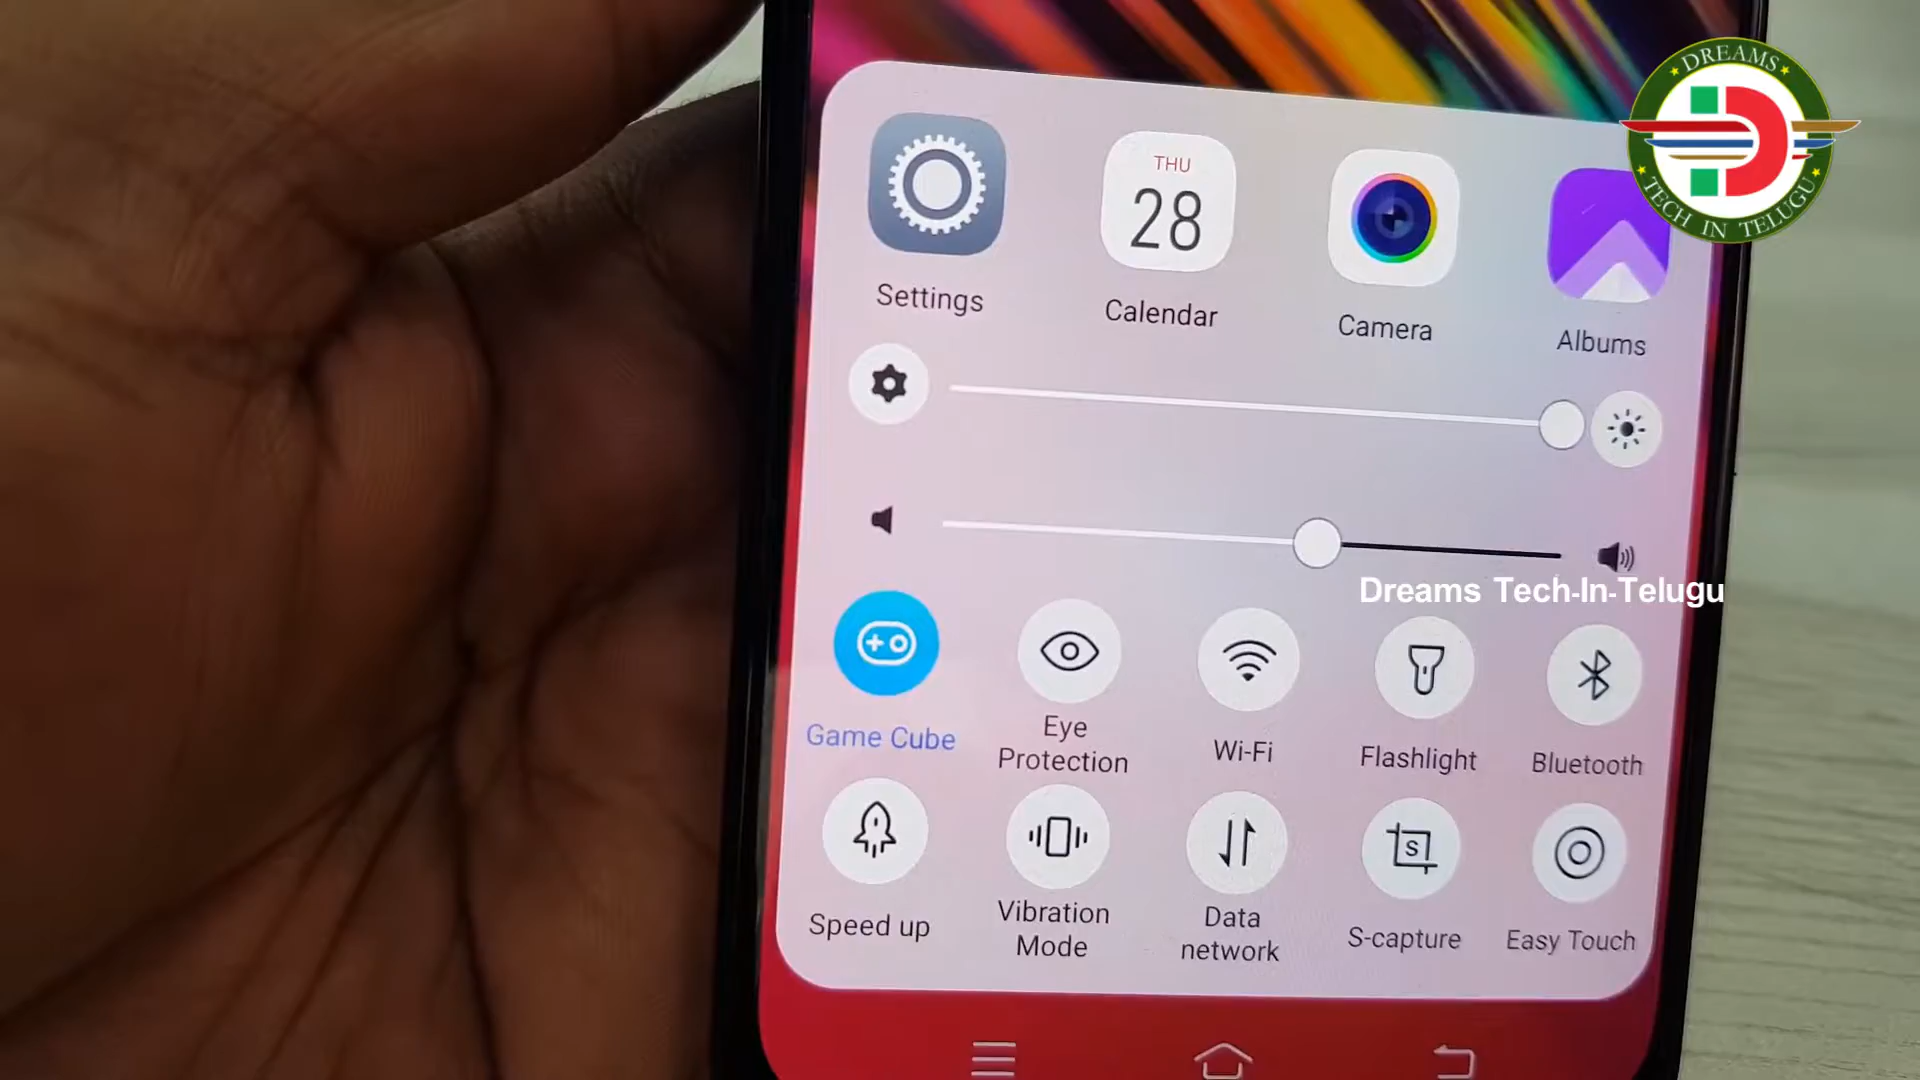 DREAMS
TECH IN TELUGU
THU
28
Settings
Calendar
Camera
Albums
Dreams Tech-In-Telugu
Game Cube
Eye
Protection
Wi-Fi
Flashlight
Bluetooth
Speed up
Vibration
Mode
Data
network
S
S-capture
Easy Touch